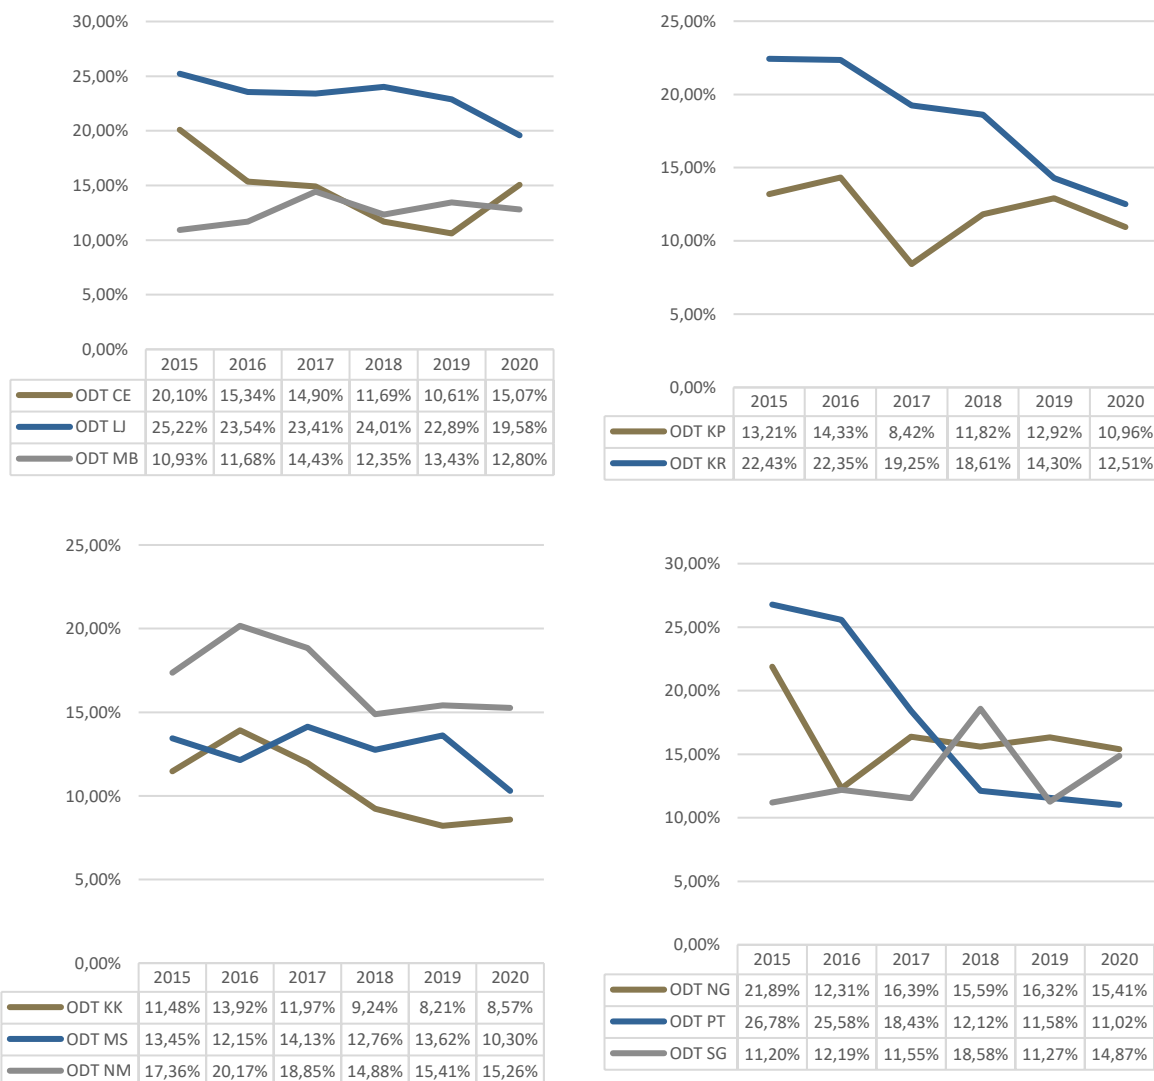 30,00%
25,00%
20,00%
15,00%
10,00%
5,00%
0,00%
2015 2016 2017 2018 2019 2020
ODT CE 20,10% 15,34% 14,90% 11,69% 10,61% 15,07%
ODT LJ 25,22% 23,54% 23,41% 24,01% 22,89% 19,58%
ODT MB 10,93% 11,68% 14,43% 12,35% 13,43% 12,80%
25,00%
20,00%
15,00%
10,00%
5,00%
0,00%
2015 2016 2017 2018 2019 2020
ODT KP 13,21% 14,33% 8,42% 11,82% 12,92% 10,96%
ODT KR 22,43% 22,35% 19,25% 18,61% 14,30% 12,51%
25,00%
20,00%
15,00%
10,00%
5,00%
0,00%
2015 2016 2017 2018 2019 2020
ODT KK 11,48% 13,92% 11,97% 9,24% 8,21% 8,57%
ODT MS 13,45% 12,15% 14,13% 12,76% 13,62% 10,30%
ODT NM 17,36% 20,17% 18,85% 14,88% 15,41% 15,26%
30,00%
25,00%
20,00%
15,00%
10,00%
5,00%
0,00%
2015 2016 2017 2018 2019 2020
ODT NG 21,89% 12,31% 16,39% 15,59% 16,32% 15,41%
ODT PT 26,78% 25,58% 18,43% 12,12% 11,58% 11,02%
ODT SG 11,20% 12,19% 11,55% 18,58% 11,27% 14,87%